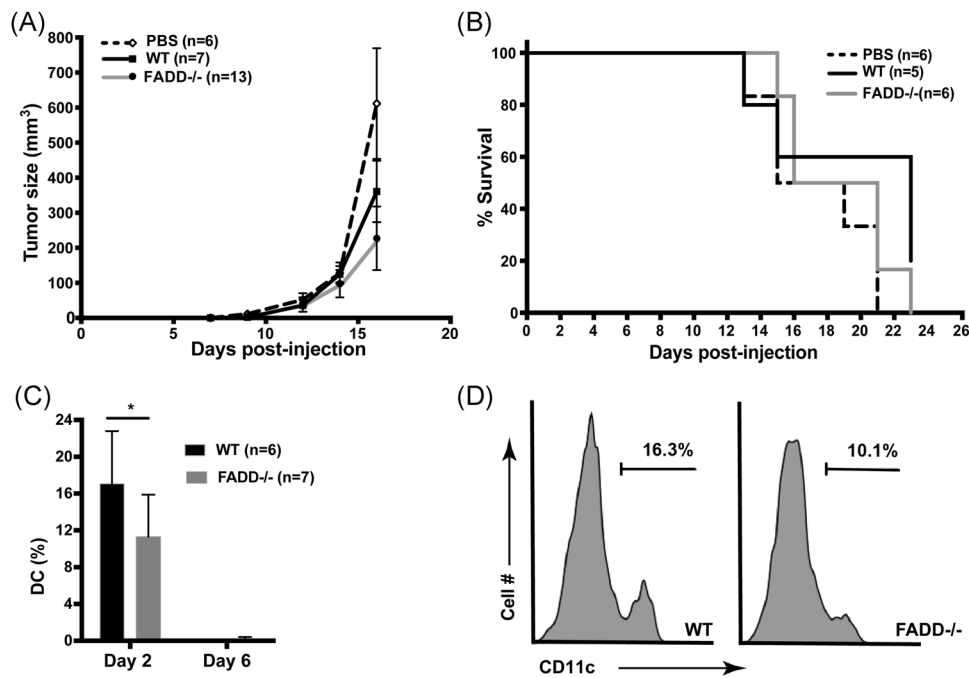 (A)
PBS (n=6)
WT (n=7)
FADD-/- (n=13)
Tumor size (mm³)
800
700
600
500
400
300
200
100
0
0 5 10 15 20
Days post-injection
(B)
PBS (n=6)
WT (n=5)
FADD-/-(n=6)
% Survival
100
80
60
40
20
0
0 2 4 6 8 10 12 14 16 18 20 22 24 26
Days post-injection
(C)
*
WT (n=6)
FADD-/- (n=7)
DC (%)
24
20
16
12
8
4
0
Day 2 Day 6
(D)
16.3%
10.1%
Cell #
WT
FADD-/-
CD11c